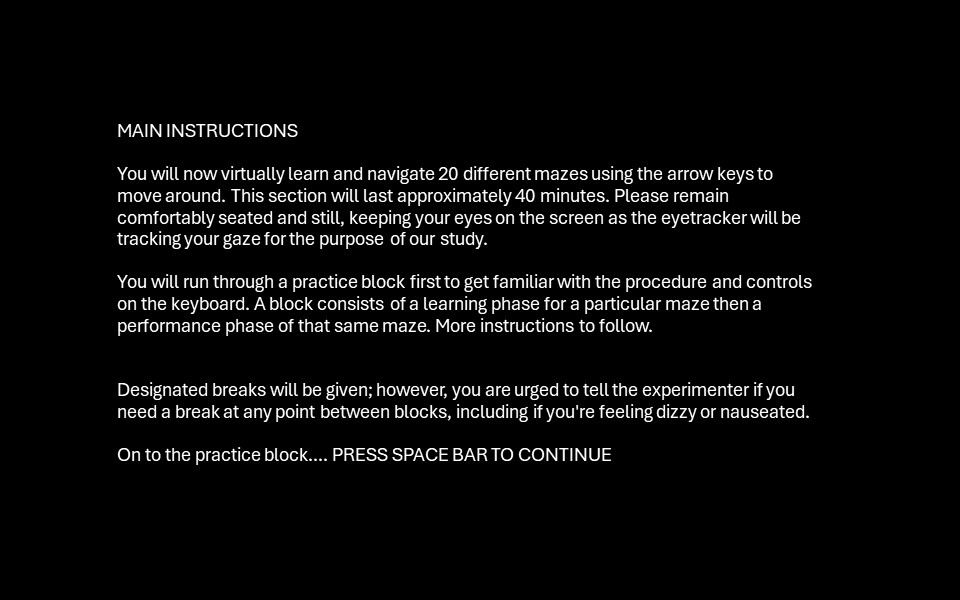 MAIN INSTRUCTIONS
You will now virtually learn and navigate 20 different mazes using the arrow keys to
move around. This section will last approximately 40 minutes. Please remain
comfortably seated and still, keeping your eyes on the screen as the eyetracker will be
tracking your gaze for the purpose of our study.
You will run through a practice block first to get familiar with the procedure and controls
on the keyboard. A block consists of a learning phase for a particular maze then a
performance phase of that same maze. More instructions to follow.
Designated breaks will be given; however, you are urged to tell the experimenter if you
need a break at any point between blocks, including if you're feeling dizzy or nauseated.
On to the practice block.... PRESS SPACE BAR TO CONTINUE